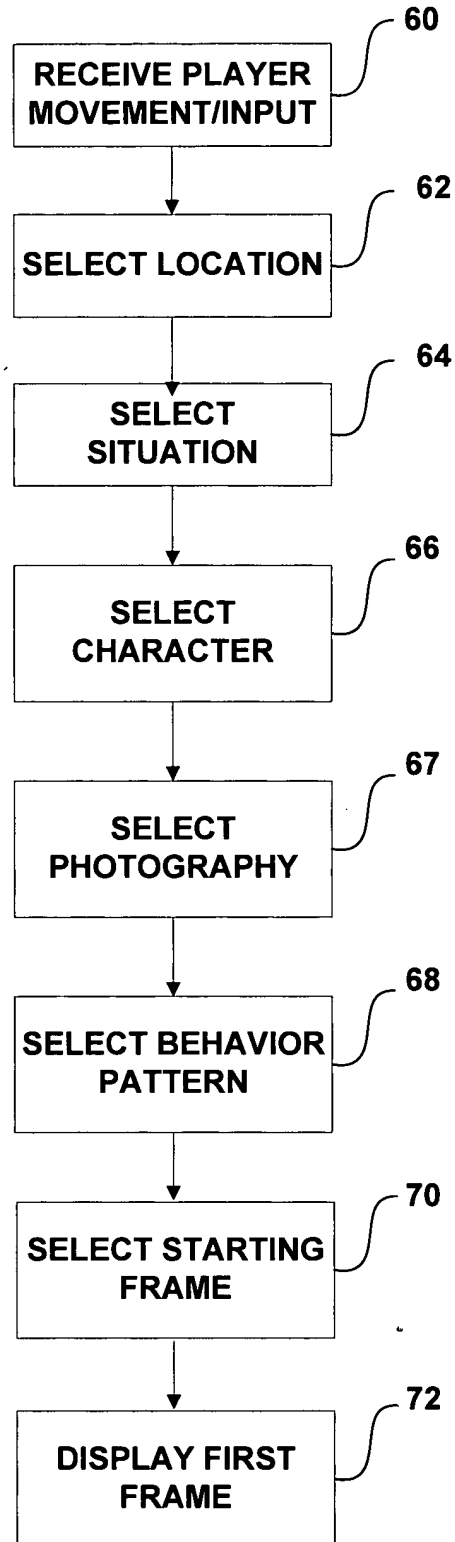 60
RECEIVE PLAYER
MOVEMENT/INPUT
62
SELECT LOCATION
64
SELECT
SITUATION
66
SELECT
CHARACTER
67
SELECT
PHOTOGRAPHY
68
SELECT BEHAVIOR
PATTERN
70
SELECT STARTING
FRAME
72
DISPLAY FIRST
FRAME